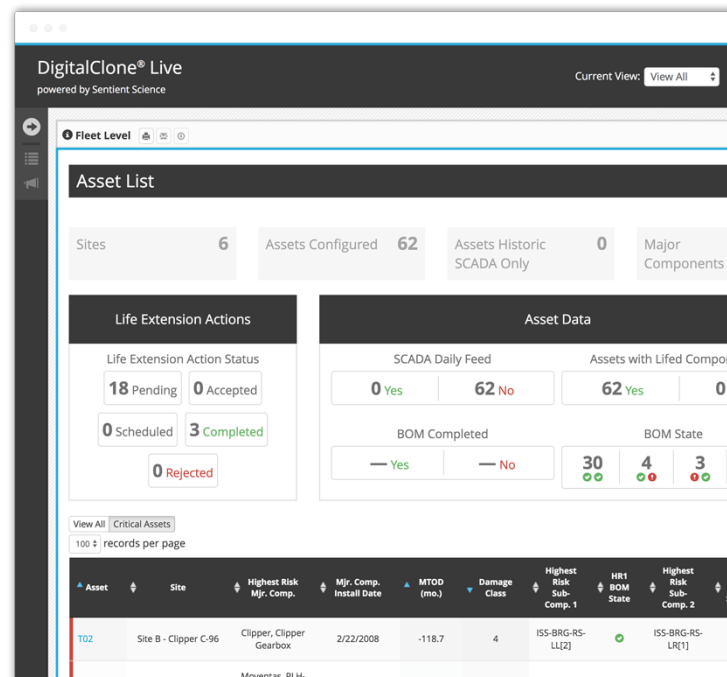 DigitalClone® Live
powered by Sentient Science
Current View: View All
Fleet Level
Asset List
Sites 6
Assets Configured 62
Assets Historic SCADA Only 0
Major Components
Life Extension Actions
Life Extension Action Status
18 Pending
0 Accepted
0 Scheduled
3 Completed
0 Rejected
Asset Data
SCADA Daily Feed
0 Yes
62 No
Assets with Lifed Compo
62 Yes
0
BOM Completed
— Yes
— No
BOM State
30
4
3
View All Critical Assets
100 records per page
Asset
Site
Highest Risk Mjr. Comp.
Mjr. Comp. Install Date
MTOD (mo.)
Damage Class
Highest Risk Sub-Comp. 1
HR1 BOM State
Highest Risk Sub-Comp. 2
T02
Site B - Clipper C-96
Clipper, Clipper Gearbox
2/22/2008
-118.7
4
ISS-BRG-RS-LL[2]
ISS-BRG-RS-LR[1]